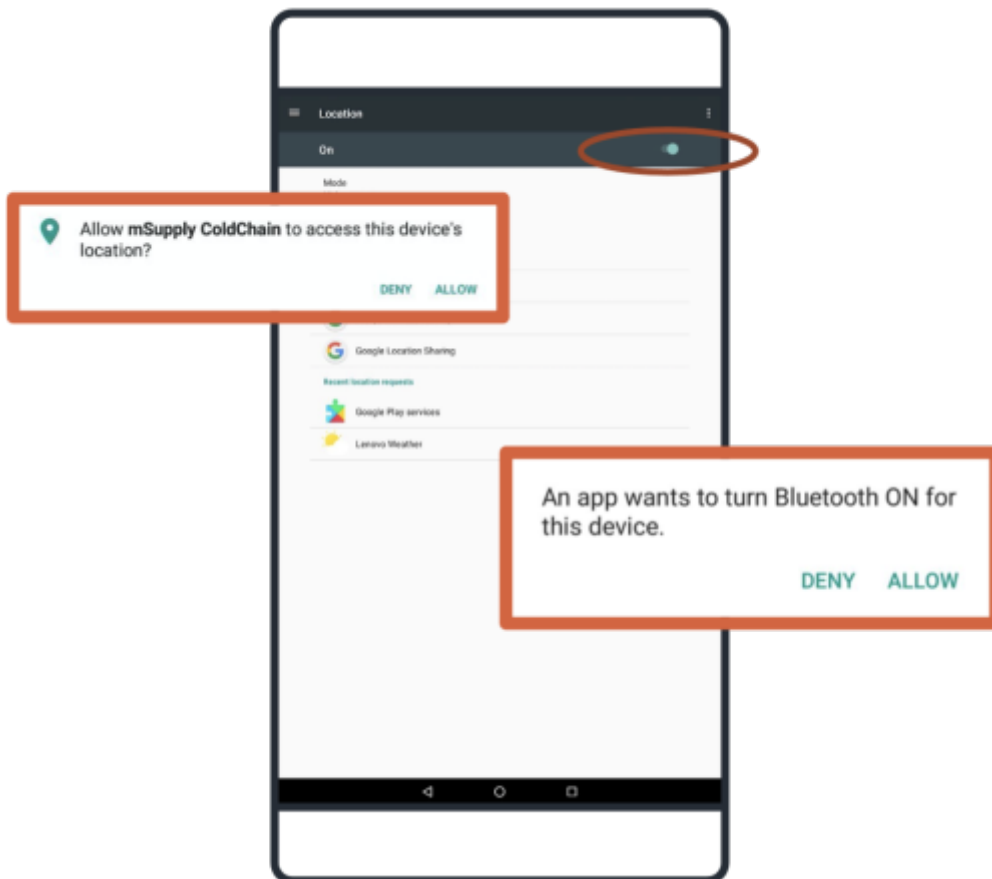 Location
On
Mode
Allow mSupply ColdChain to access this device's
location?
DENY ALLOW
Google Location Sharing
Recent location requests
Google Play services
Lenovo Weather
An app wants to turn Bluetooth ON for
this device.
DENY ALLOW